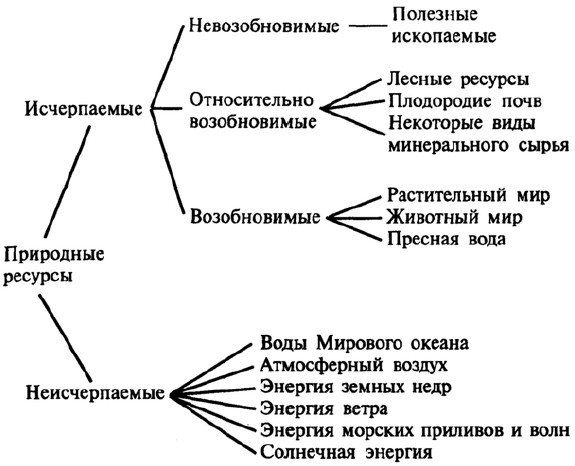 Невозобновимые
Полезные
ископаемые
Исчерпаемые
Относительно
возобновимые
Лесные ресурсы
Плодородие почв
Некоторые виды
минерального сырья
Возобновимые
Растительный мир
Животный мир
Пресная вода
Природные
ресурсы
Неисчерпаемые
Воды Мирового океана
Атмосферный воздух
Энергия земных недр
Энергия ветра
Энергия морских приливов и волн
Солнечная энергия